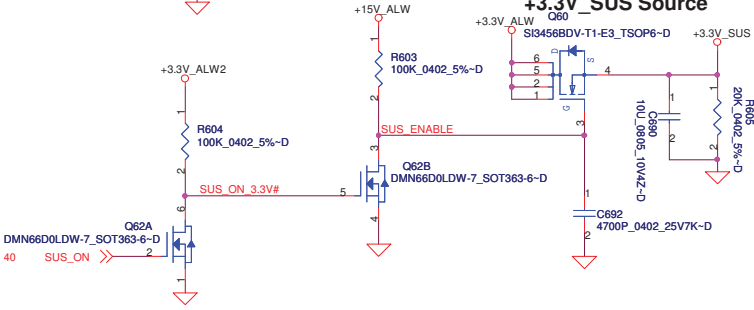 +3.3V_SUS Source
+15V_ALW
+3.3V_ALW
Q60
SI3456BDV-T1-E3_TSOP6~D
+3.3V_SUS
1
R603
100K_0402_5%~D
2
6
5
2
1
D
S
G
4
3
1
C690
10U_0805_10V4Z~D
2
1
R605
20K_0402_5%~D
2
+3.3V_ALW2
1
R604
100K_0402_5%~D
2
SUS_ENABLE
3
Q62B
DMN66D0LDW-7_SOT363-6~D
SUS_ON_3.3V#
5
4
1
C692
4700P_0402_25V7K~D
2
6
Q62A
DMN66D0LDW-7_SOT363-6~D
40 SUS_ON
2
1